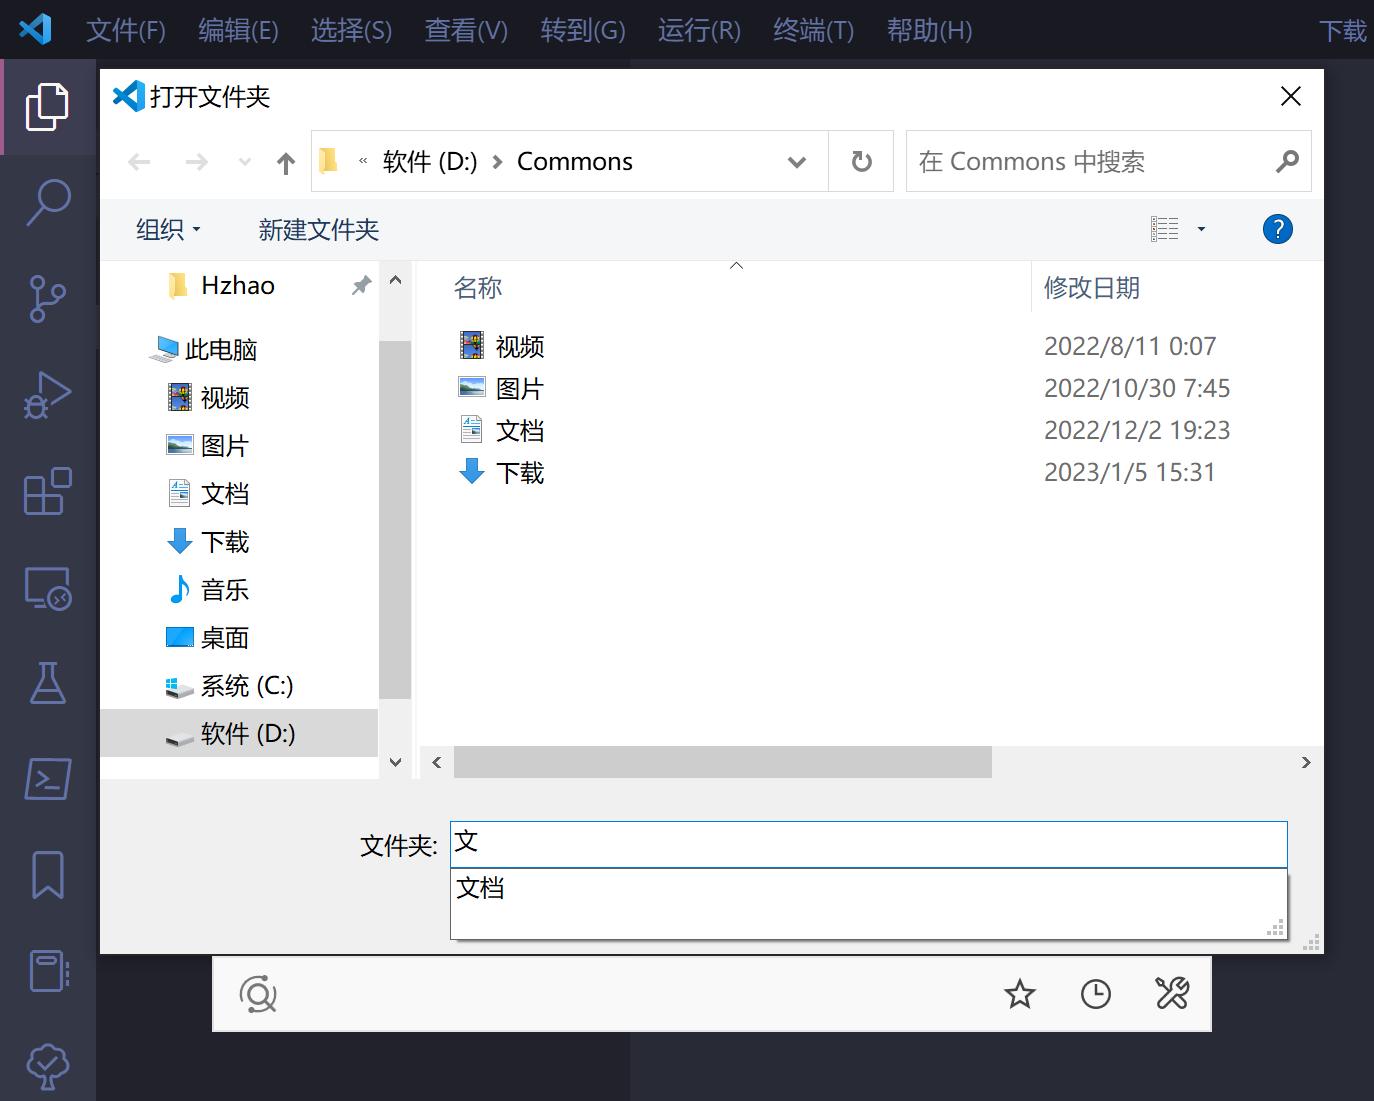 文件(F) 编辑(E) 选择(S) 查看(V) 转到(G) 运行(R) 终端(T) 帮助(H) 下载
打开文件夹
« 软件 (D:) > Commons
在 Commons 中搜索
组织 新建文件夹
?
Hzhao
此电脑
视频
图片
文档
下载
音乐
桌面
系统 (C:)
软件 (D:)
名称 修改日期
视频 2022/8/11 0:07
图片 2022/10/30 7:45
文档 2022/12/2 19:23
下载 2023/1/5 15:31
文件夹: 文
文档